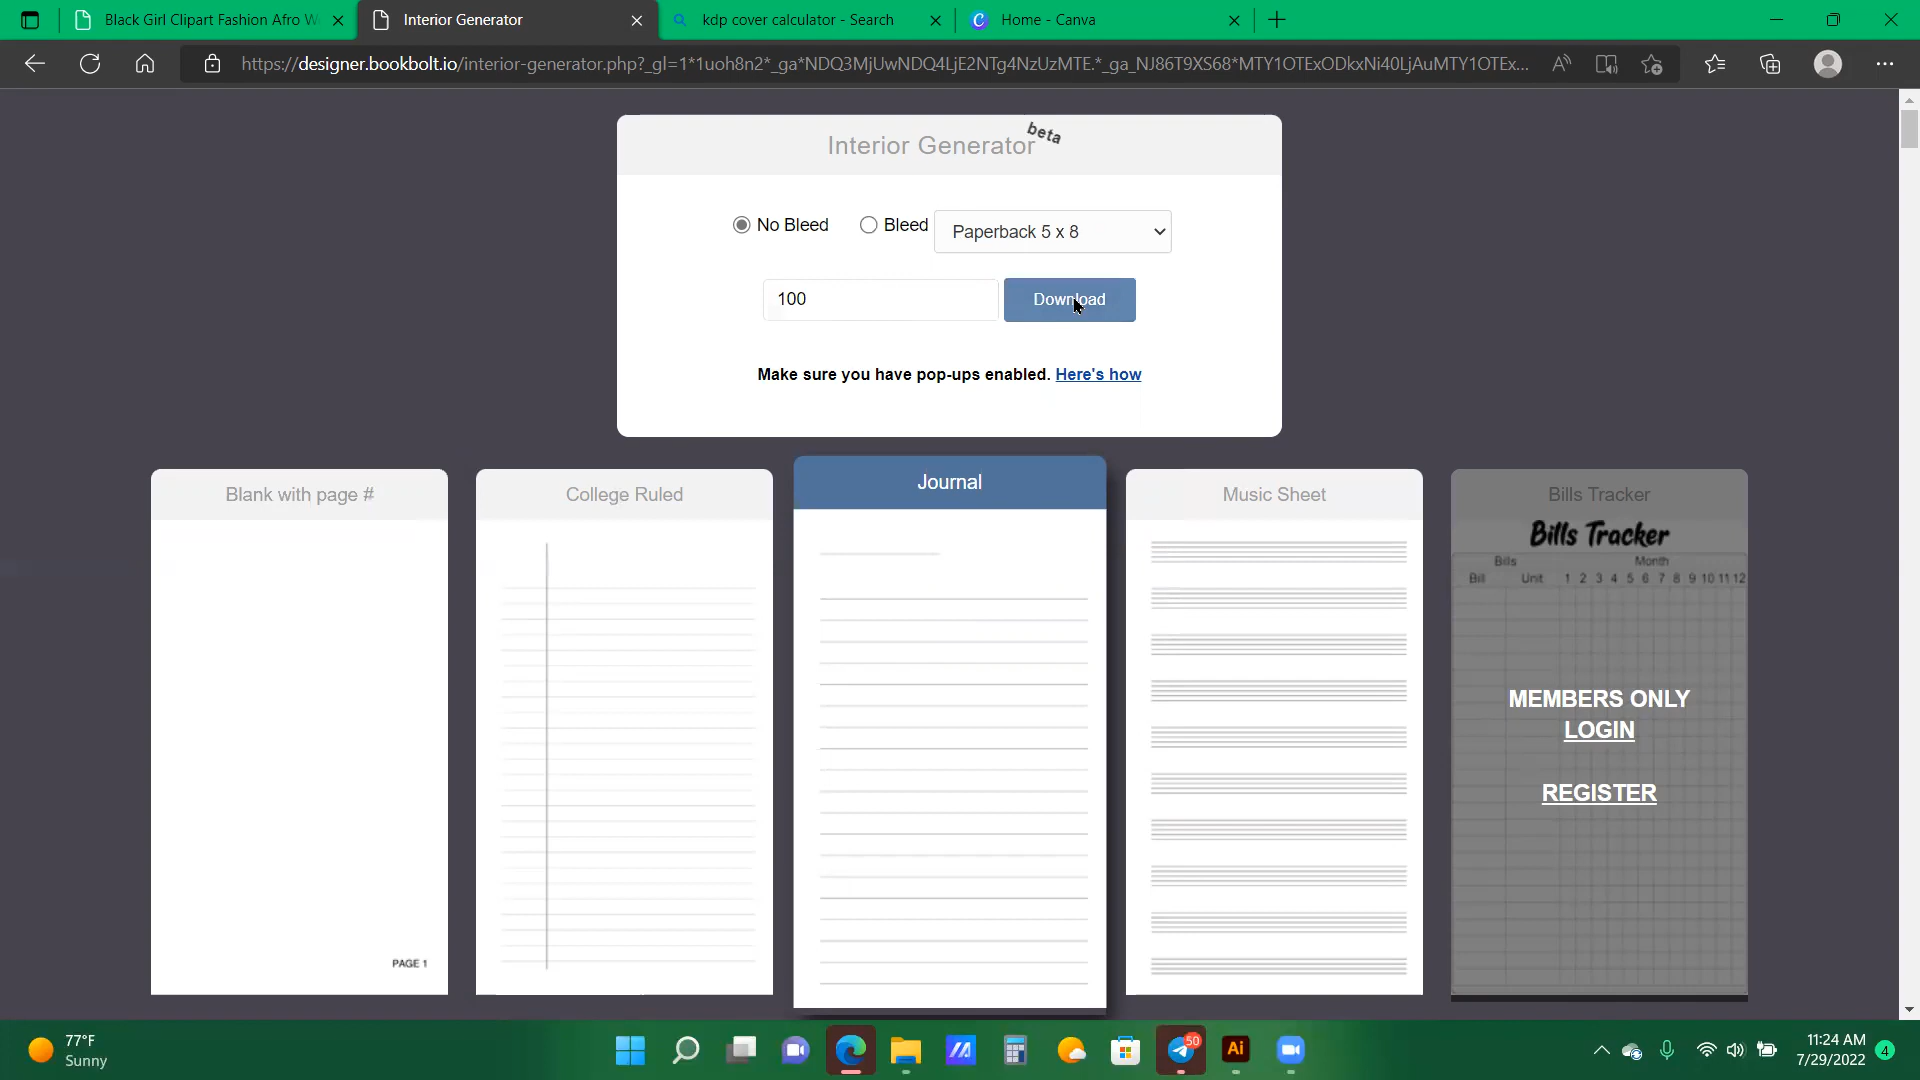 Black Girl Clipart Fashion Afro W
Interior Generator
kdp cover calculator - Search
Home - Canva
https://designer.bookbolt.io/interior-generator.php?_gl=1*1uoh8n2*_ga*NDQ3MjUwNDQ4LjE2NTg4NzUzMTE.*_ga_NJ86T9XS68*MTY1OTExODkxNi40LjAuMTY1OTEx...
Interior Generator beta
No Bleed
Bleed
Paperback 5 x 8
100
Download
Make sure you have pop-ups enabled. Here's how
Blank with page #
College Ruled
Journal
Music Sheet
Bills Tracker
Bills Tracker
Bills
Month
Bill
Unit
1 2 3 4 5 6 7 8 9 10 11 12
MEMBERS ONLY
LOGIN
REGISTER
PAGE 1
77°F
Sunny
50
Ai
11:24 AM
7/29/2022
4